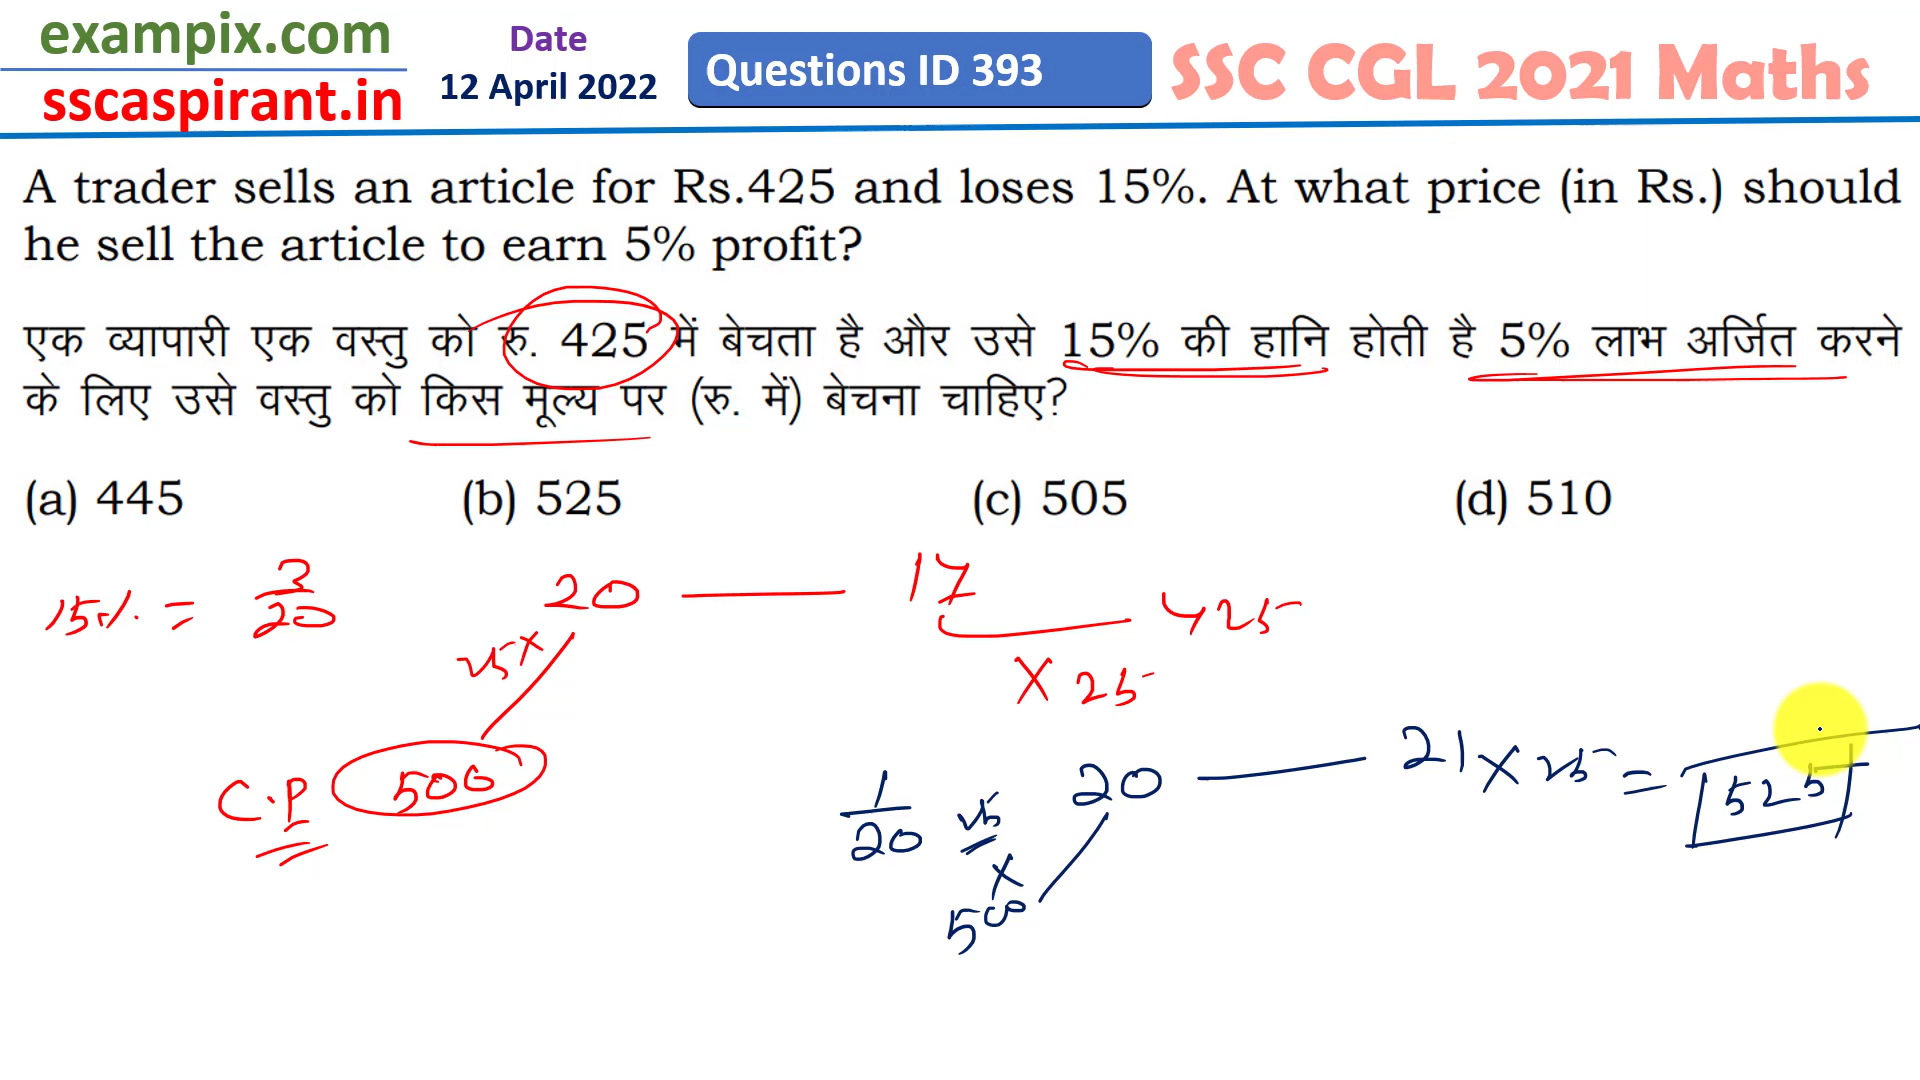 exampix.com
sscaspirant.in
Date
12 April 2022
Questions ID 393
SSC CGL 2021 Maths
A trader sells an article for Rs.425 and loses 15%. At what price (in Rs.) should
he sell the article to earn 5% profit?
एक व्यापारी एक वस्तु को रु. 425 में बेचता है और उसे 15% की हानि होती है 5% लाभ अर्जित करने
के लिए उसे वस्तु को किस मूल्य पर (रु. में) बेचना चाहिए?
(a) 445 (b) 525 (c) 505 (d) 510
15% = 3/20
20 — 17
425
25 ×
× 25
C.P 500
1/20
25 ×
500
20 — 21 × 25 = 525